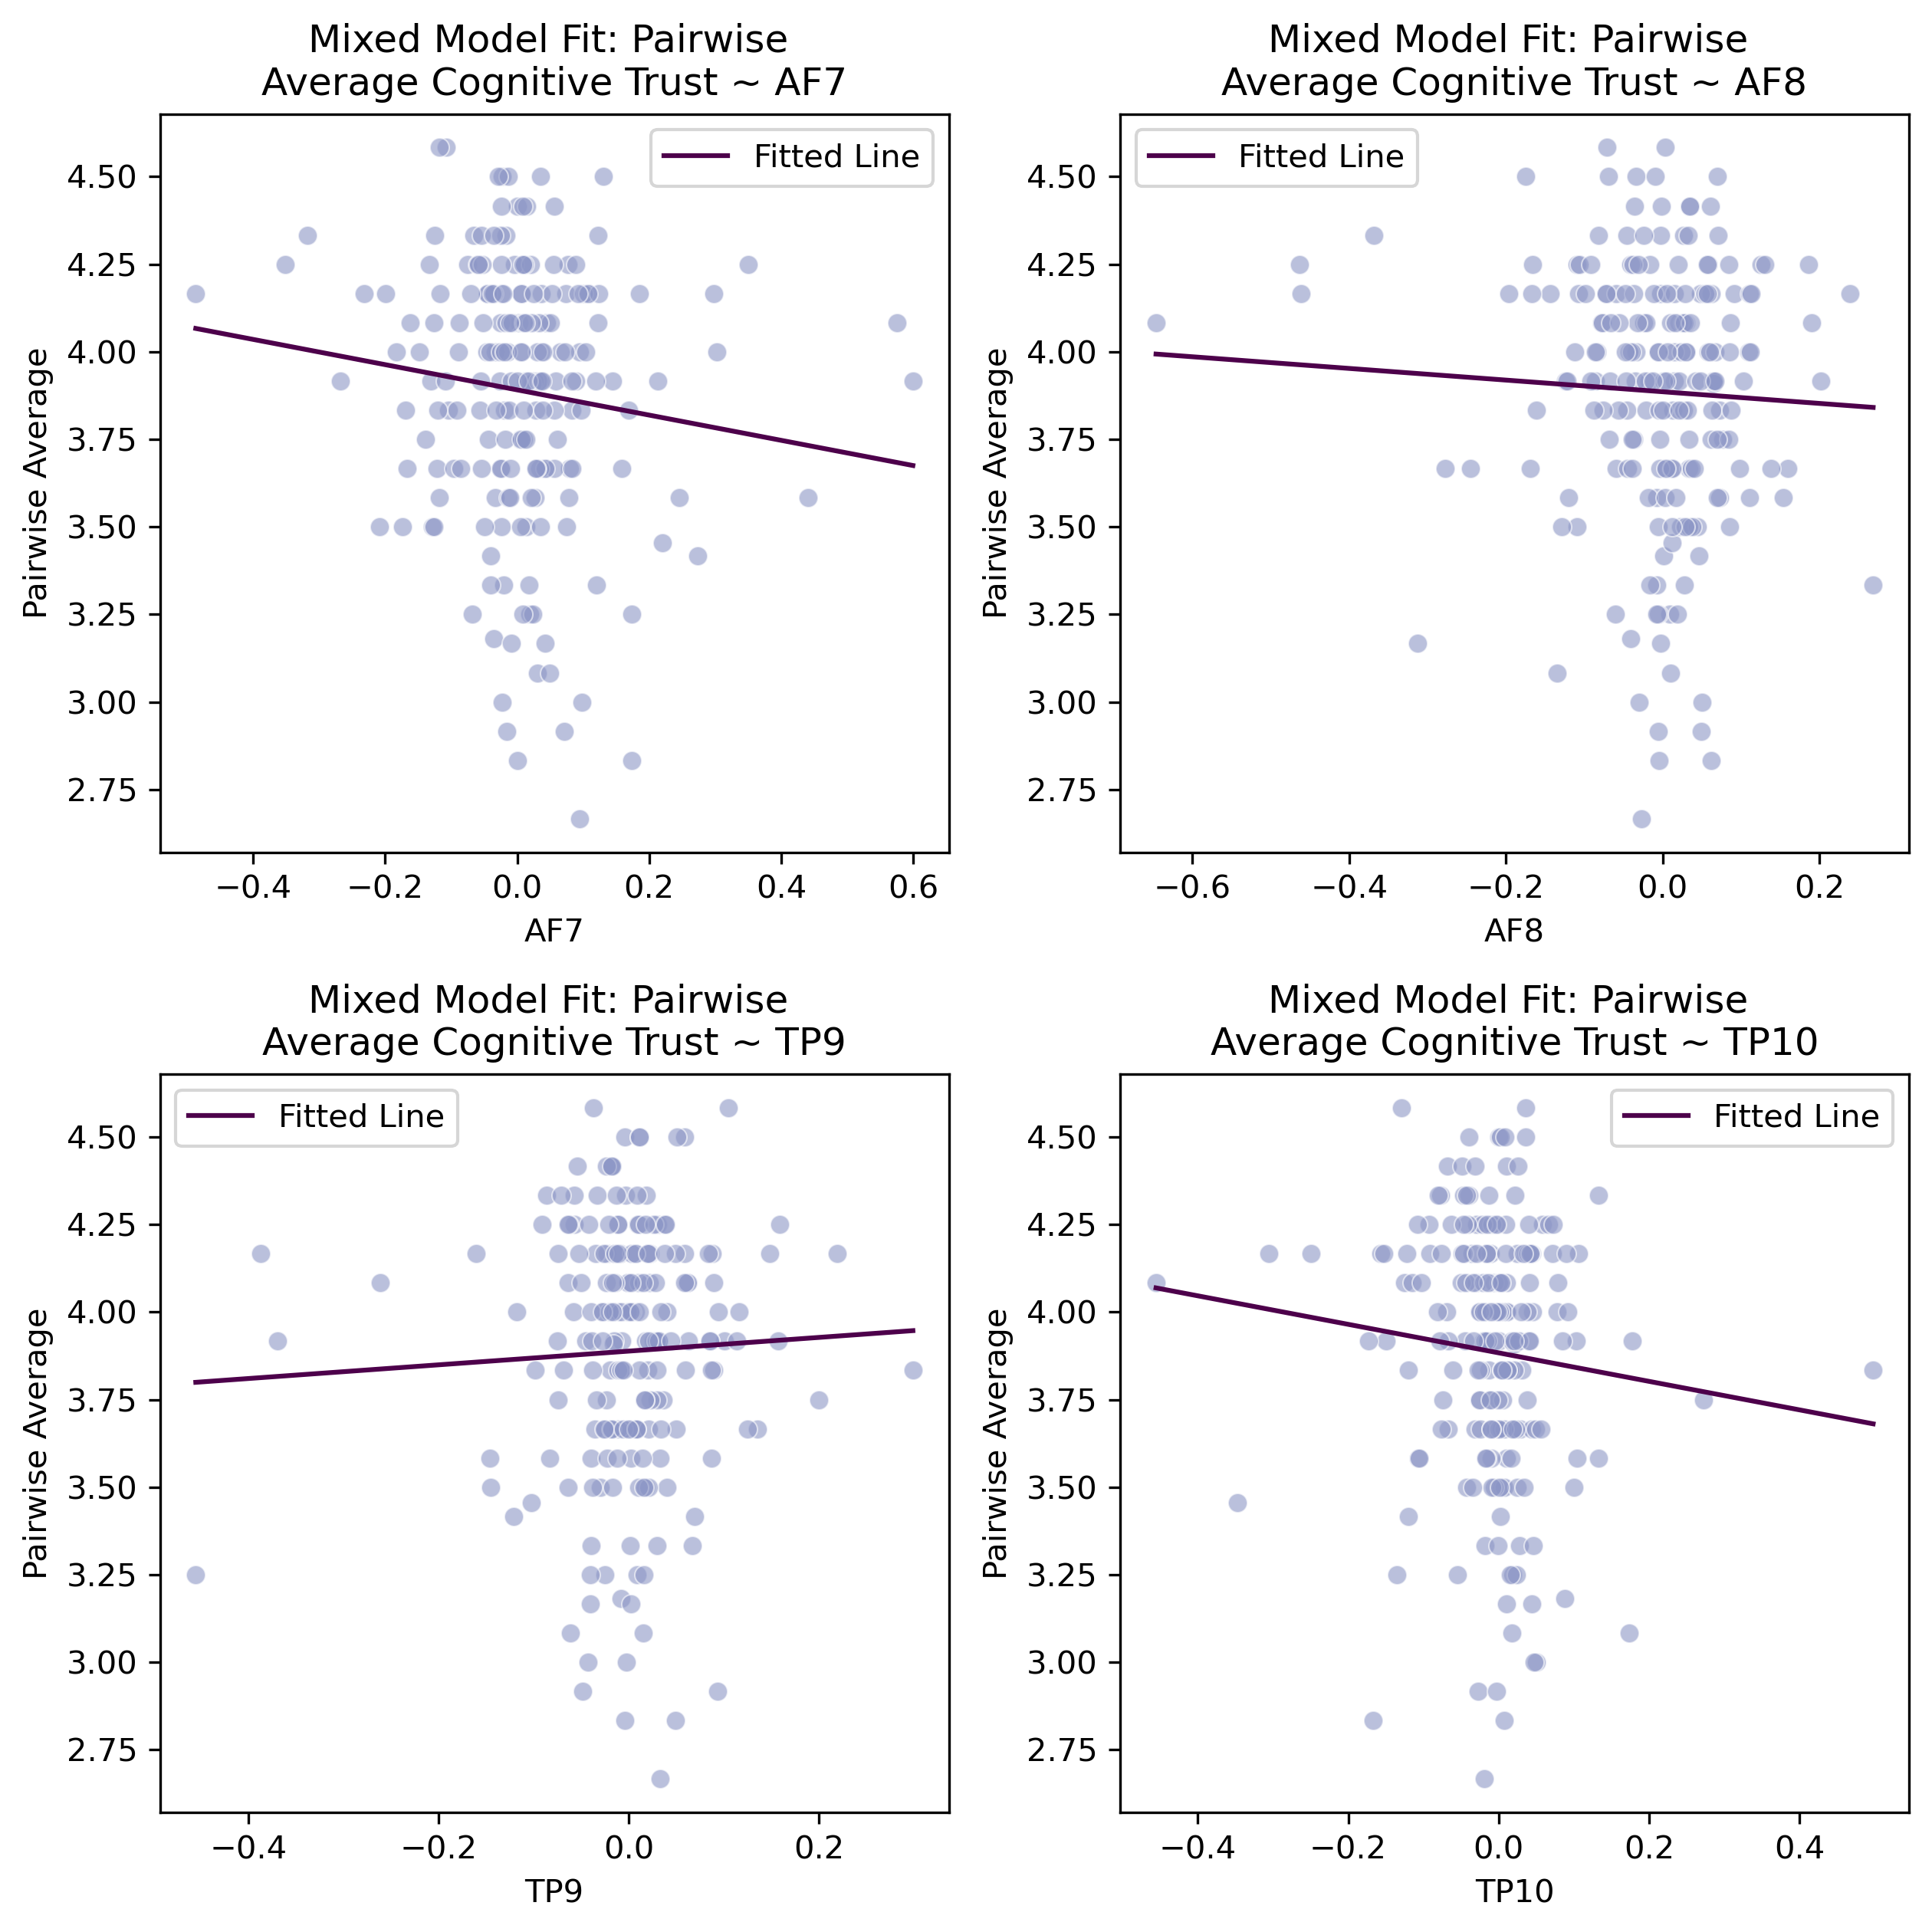 Mixed Model Fit: Pairwise
Average Cognitive Trust ~ AF7
Fitted Line
4.50
4.25
4.00
3.75
3.50
3.25
3.00
2.75
Pairwise Average
−0.4 −0.2 0.0 0.2 0.4 0.6
AF7
Mixed Model Fit: Pairwise
Average Cognitive Trust ~ AF8
Fitted Line
4.50
4.25
4.00
3.75
3.50
3.25
3.00
2.75
Pairwise Average
−0.6 −0.4 −0.2 0.0 0.2
AF8
Mixed Model Fit: Pairwise
Average Cognitive Trust ~ TP9
Fitted Line
4.50
4.25
4.00
3.75
3.50
3.25
3.00
2.75
Pairwise Average
−0.4 −0.2 0.0 0.2
TP9
Mixed Model Fit: Pairwise
Average Cognitive Trust ~ TP10
Fitted Line
4.50
4.25
4.00
3.75
3.50
3.25
3.00
2.75
Pairwise Average
−0.4 −0.2 0.0 0.2 0.4
TP10